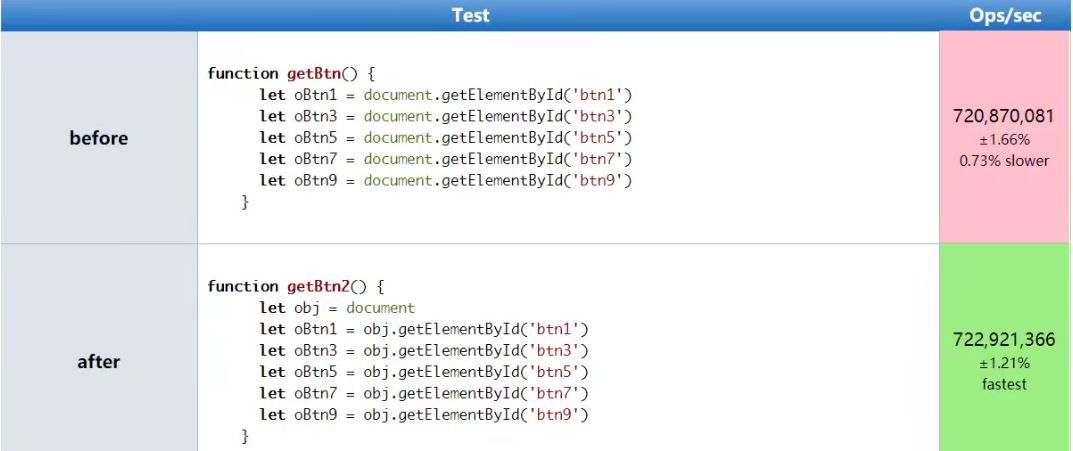 Test Ops/sec
before
function getBtn() {
let oBtn1 = document.getElementById('btn1')
let oBtn3 = document.getElementById('btn3')
let oBtn5 = document.getElementById('btn5')
let oBtn7 = document.getElementById('btn7')
let oBtn9 = document.getElementById('btn9')
}
720,870,081
±1.66%
0.73% slower
after
function getBtn2() {
let obj = document
let oBtn1 = obj.getElementById('btn1')
let oBtn3 = obj.getElementById('btn3')
let oBtn5 = obj.getElementById('btn5')
let oBtn7 = obj.getElementById('btn7')
let oBtn9 = obj.getElementById('btn9')
}
722,921,366
±1.21%
fastest